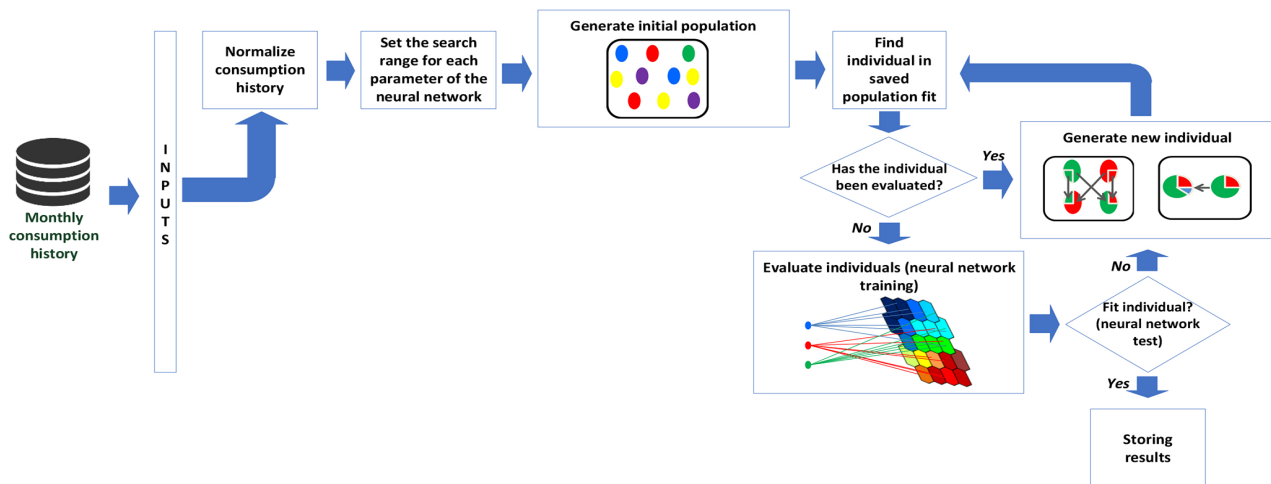 Monthly
consumption
history
I
N
P
U
T
S
Normalize
consumption
history
Set the search
range for each
parameter of the
neural network
Generate initial population
Find
individual in
saved
population fit
Has the individual
been evaluated?
Yes
No
Generate new individual
Evaluate individuals (neural network
training)
Fit individual?
(neural network
test)
No
Yes
Storing
results